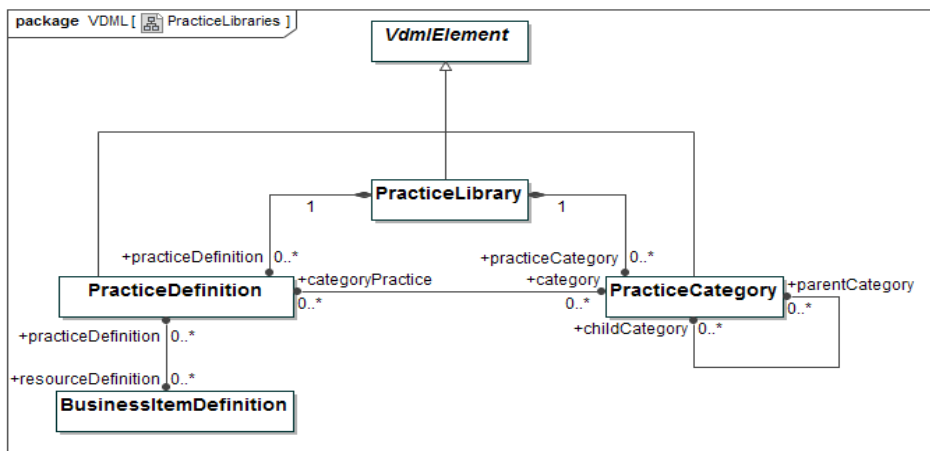 package VDML [ PracticeLibraries ]
VdmlElement
PracticeLibrary
1
1
+practiceDefinition 0..*
+practiceCategory 0..*
+categoryPractice
+category
+parentCategory
PracticeDefinition
0..*
0..*
PracticeCategory
0..*
+practiceDefinition 0..*
+childCategory 0..*
+resourceDefinition 0..*
BusinessItemDefinition